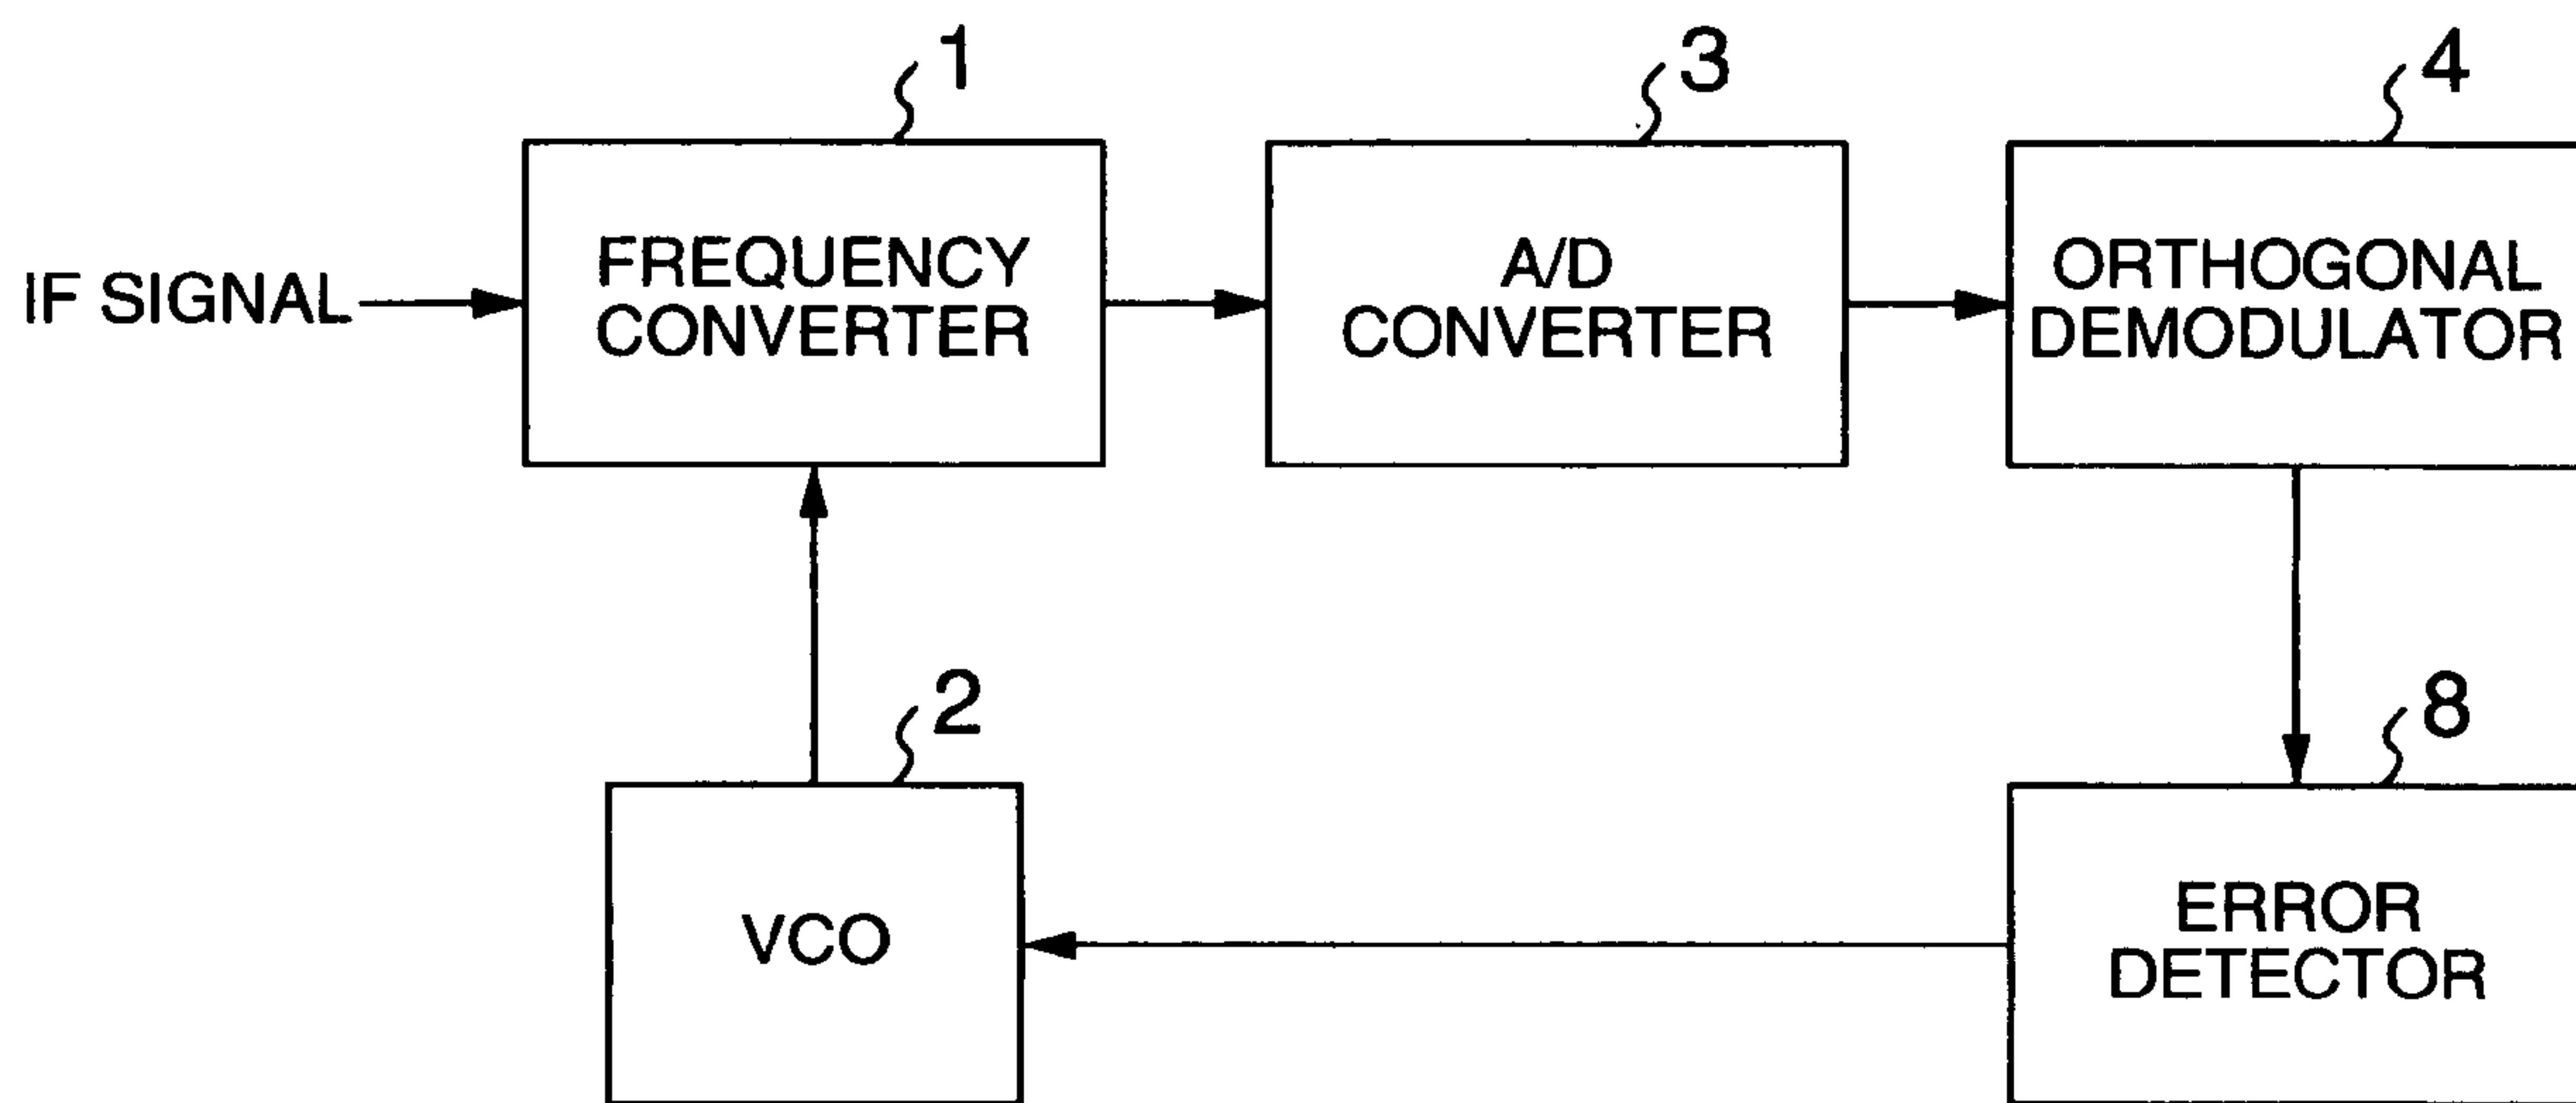 1
3
4
IF SIGNAL
FREQUENCY
CONVERTER
A/D
CONVERTER
ORTHOGONAL
DEMODULATOR
2
8
VCO
ERROR
DETECTOR